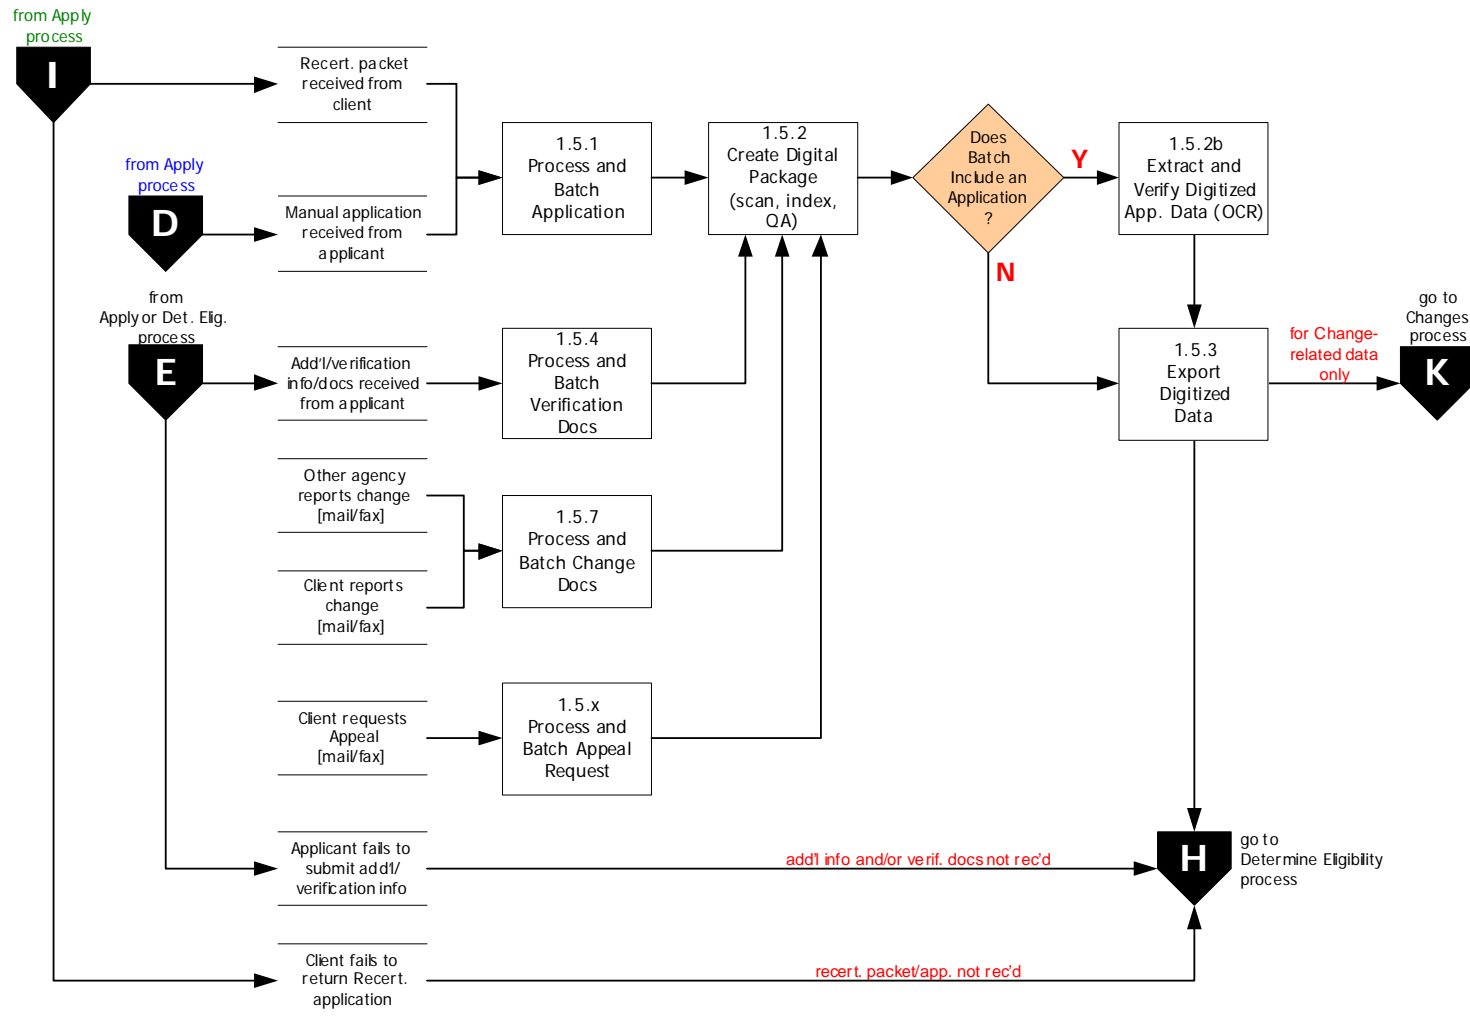 from Apply
process
I
Recert. packet
received from
client
from Apply
process
D
Manual application
received from
applicant
1.5.1
Process and
Batch
Application
1.5.2
Create Digital
Package
(scan, index,
QA)
Does
Batch
Include an
Application
?
Y
N
1.5.2b
Extract and
Verify Digitized
App. Data (OCR)
from
Apply or Det. Elig.
process
E
Add'l/verification
info/docs received
from applicant
1.5.4
Process and
Batch
Verification
Docs
1.5.3
Export
Digitized
Data
for Change-
related data
only
go to
Changes
process
K
Other agency
reports change
[mail/fax]
Client reports
change
[mail/fax]
1.5.7
Process and
Batch Change
Docs
Client requests
Appeal
[mail/fax]
1.5.x
Process and
Batch Appeal
Request
Applicant fails to
submit add'l/
verification info
add'l info and/or verif. docs not rec'd
H
go to
Determine Eligibility
process
Client fails to
return Recert.
application
recert. packet/app. not rec'd